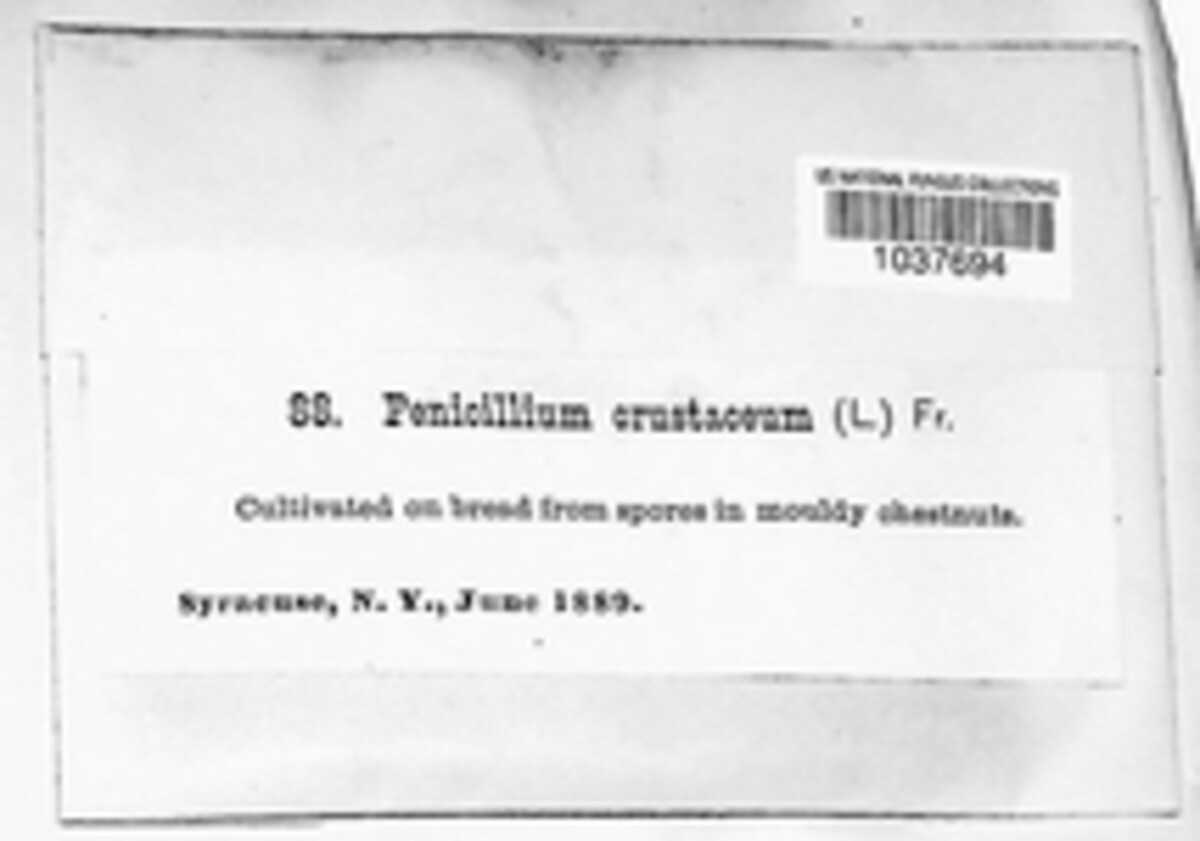 US NATIONAL FUNGUS COLLECTIONS
1037694
88. Penicillium crustaceum (L.) Fr.
Cultivated on bread from spores in mouldy chestnuts.
Syracuse, N. Y., June 1889.